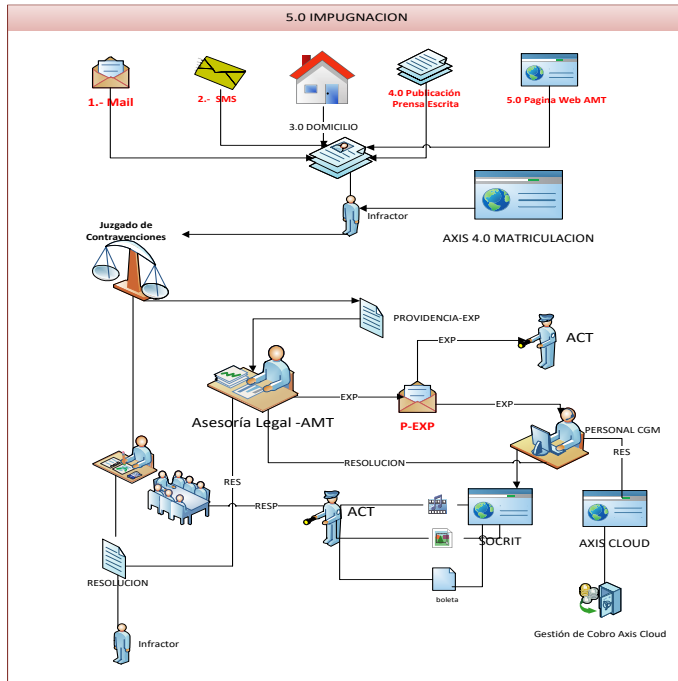 5.0 IMPUGNACION
1.- Mail
2.- SMS
3.0 DOMICILIO
4.0 Publicación
Prensa Escrita
5.0 Pagina Web AMT
Infractor
AXIS 4.0 MATRICULACION
Juzgado de
Contravenciones
PROVIDENCIA-EXP
EXP
ACT
Asesoría Legal -AMT
EXP
P-EXP
EXP
PERSONAL CGM
RESOLUCION
RES
RES
RESP
ACT
SOCRIT
AXIS CLOUD
RESOLUCION
boleta
Gestión de Cobro Axis Cloud
Infractor